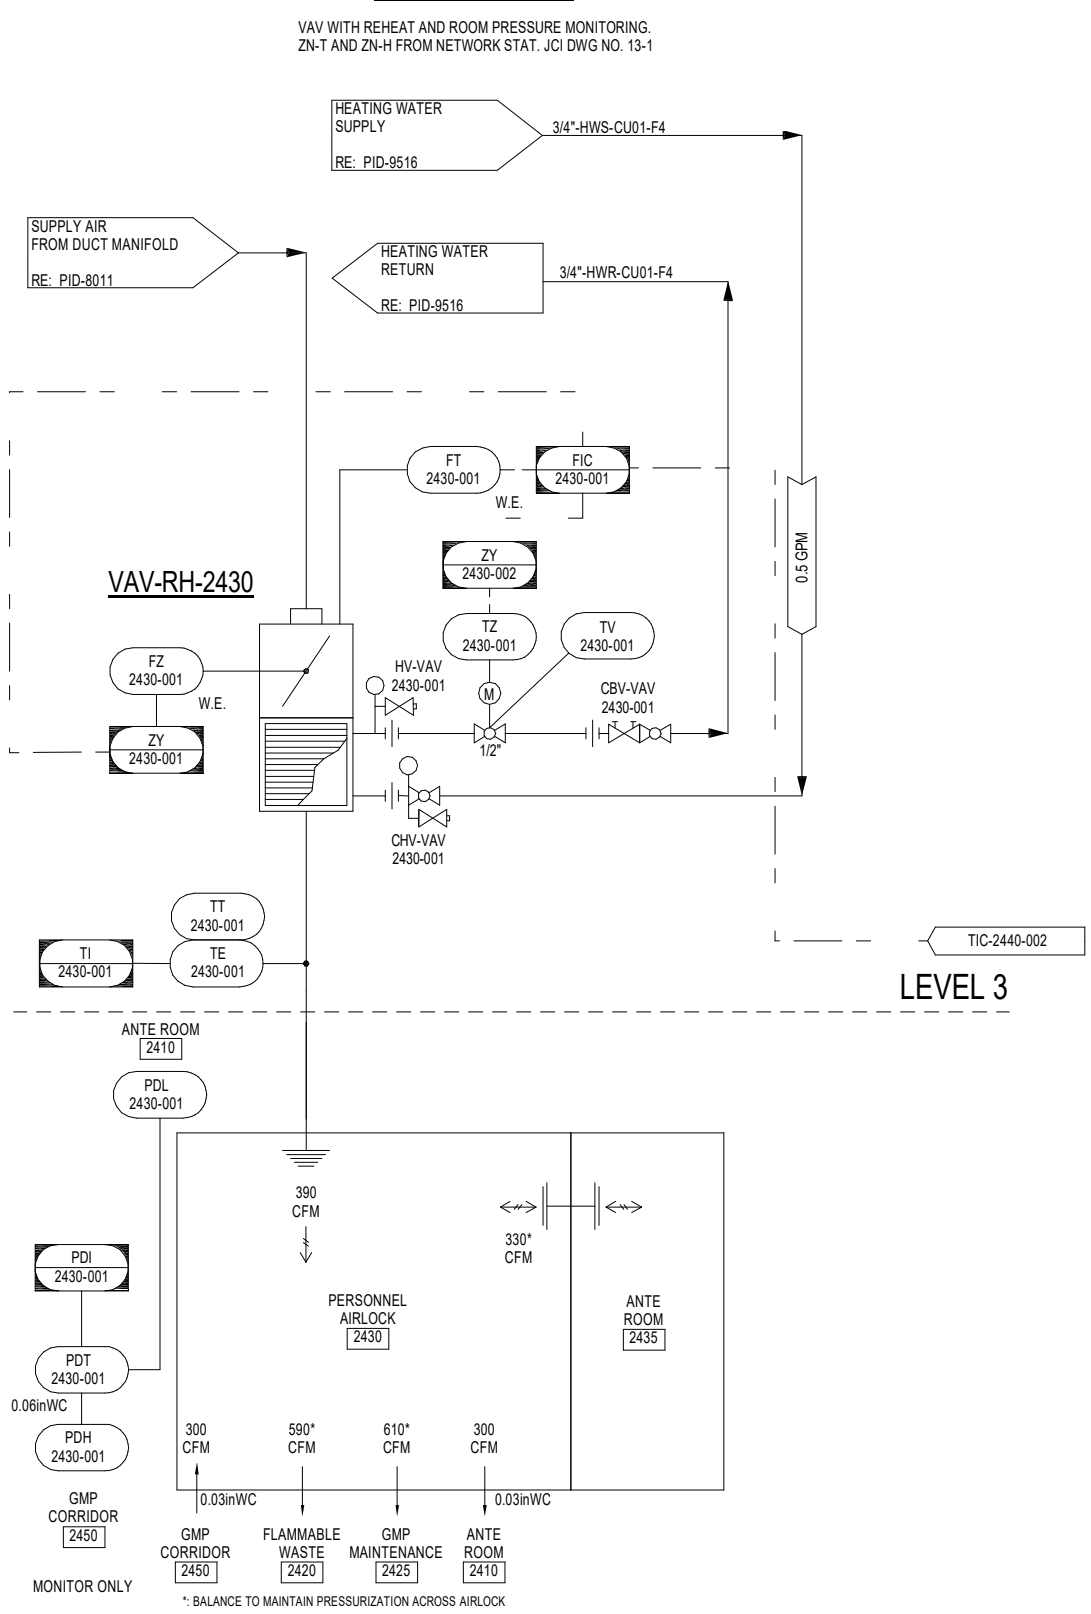 VAV WITH REHEAT AND ROOM PRESSURE MONITORING.
ZN-T AND ZN-H FROM NETWORK STAT. JCI DWG NO. 13-1
HEATING WATER
SUPPLY
RE: PID-9516
3/4"-HWS-CU01-F4
SUPPLY AIR
FROM DUCT MANIFOLD
RE: PID-8011
HEATING WATER
RETURN
RE: PID-9516
3/4"-HWR-CU01-F4
FT
2430-001
FIC
2430-001
W.E.
0.5 GPM
ZY
2430-002
VAV-RH-2430
TZ
2430-001
TV
2430-001
FZ
2430-001
W.E.
HV-VAV
2430-001
M
1/2"
CBV-VAV
2430-001
ZY
2430-001
CHV-VAV
2430-001
TT
2430-001
TE
2430-001
TI
2430-001
TIC-2440-002
LEVEL 3
ANTE ROOM
2410
PDL
2430-001
390
CFM
330*
CFM
PDI
2430-001
PERSONNEL
AIRLOCK
2430
ANTE
ROOM
2435
PDT
2430-001
0.06inWC
PDH
2430-001
300
CFM
590*
CFM
610*
CFM
300
CFM
0.03inWC
0.03inWC
GMP
CORRIDOR
2450
GMP
CORRIDOR
2450
FLAMMABLE
WASTE
2420
GMP
MAINTENANCE
2425
ANTE
ROOM
2410
MONITOR ONLY
*: BALANCE TO MAINTAIN PRESSURIZATION ACROSS AIRLOCK